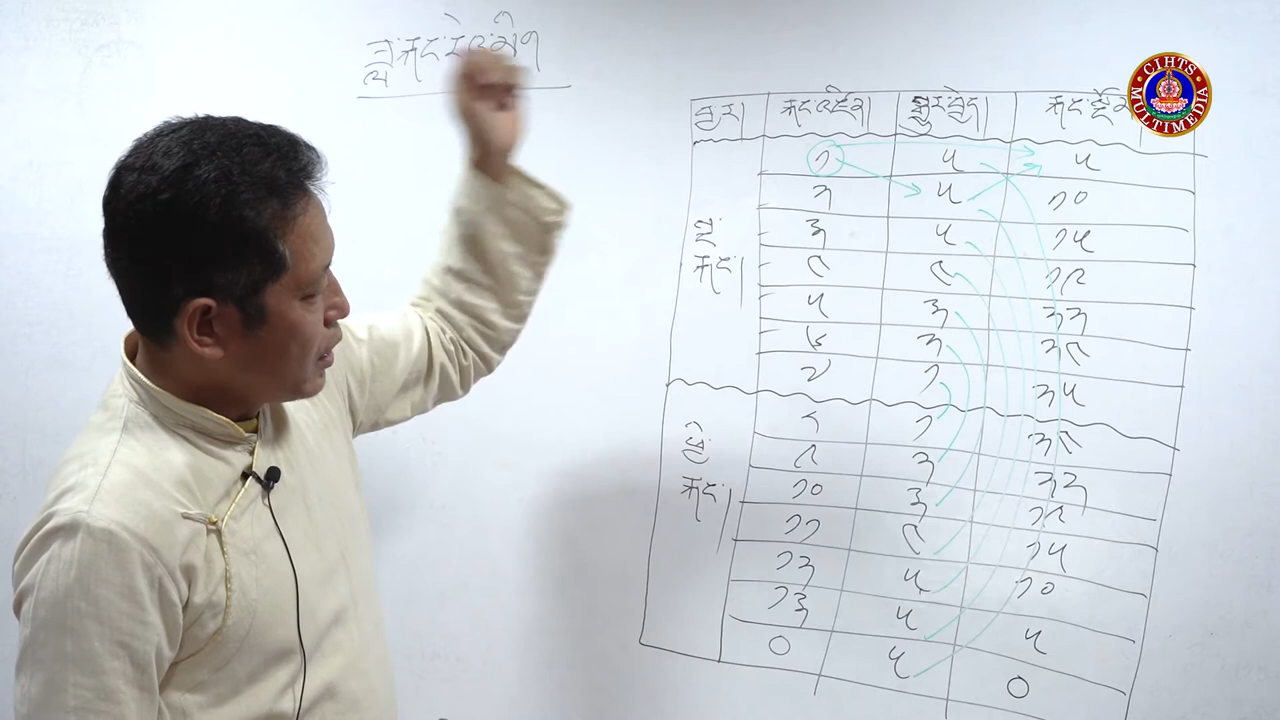 ཟླ་རྐང་རེའུ་མིག
རྐང་འཛིན། སྒྱུར་བྱེད། རྐང་སྡོམ
སྔ་རྐང་།
༡ ༥ ༥
༢ ༥ ༡༠
༣ ༥ ༡༥
༤ ༤ ༡༩
༥ ༣ ༢༢
༦ ༢ ༢༤
༧ ༡ ༢༥
ཕྱི་རྐང་།
༨ ༡ ༢༤
༩ ༢ ༢༢
༡༠ ༣ ༡༩
༡༡ ༤ ༡༥
༡༢ ༥ ༡༠
༡༣ ༥ ༥
༠ ༥ ༠
CIHTS
MULTIMEDIA